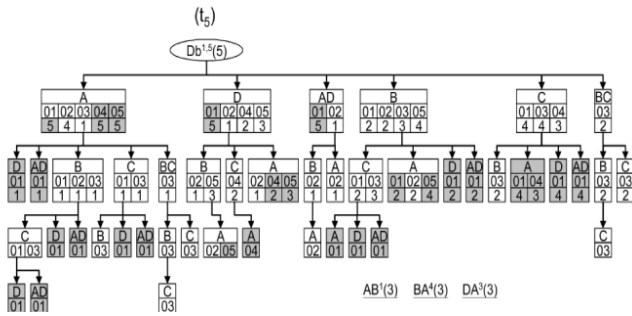 (t₅)
Db¹,⁵(5)
A D AD B C BC
01 02 03 04 05 01 02 04 05 01 02 01 02 03 05 01 03 04 03
5 4 1 5 5 5 1 2 3 5 1 2 2 3 4 4 4 3 2
D AD B C BC B C A B A C A D AD B A D AD B C
01 01 01 02 03 01 03 03 02 05 04 02 04 05 02 02 01 03 01 02 05 01 01 03 01 04 01 01 03 03
1 1 1 1 1 1 1 1 1 3 2 1 2 3 1 1 2 3 2 2 4 2 2 2 4 3 4 4 2 2
C D AD B D AD B C A A A A D AD C
01 03 01 01 03 01 01 03 03 02 05 04 02 01 01 01 03
D AD C
01 01 03
AB¹(3) BA⁴(3) DA³(3)